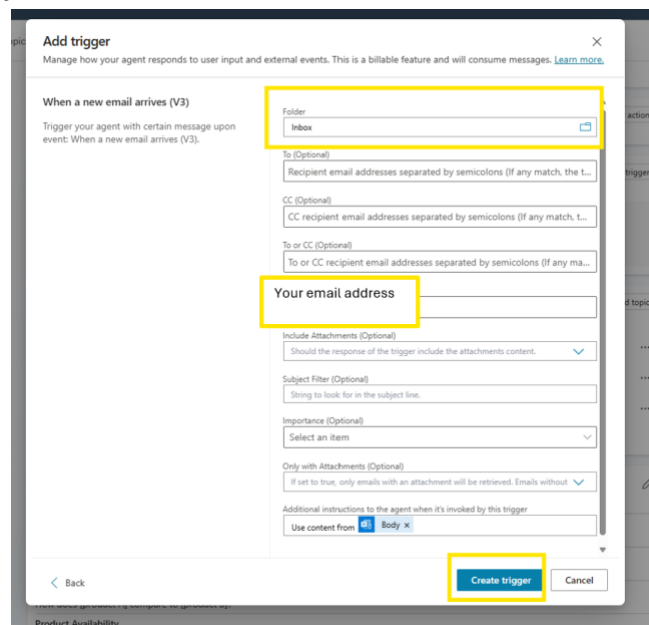 opic
Add trigger
Manage how your agent responds to user input and external events. This is a billable feature and will consume messages. Learn more.
When a new email arrives (V3)
Trigger your agent with certain message upon
event: When a new email arrives (V3).
Folder
Inbox
To (Optional)
Recipient email addresses separated by semicolons (If any match, the t...
CC (Optional)
CC recipient email addresses separated by semicolons (If any match, t...
To or CC (Optional)
To or CC recipient email addresses separated by semicolons (If any ma...
Your email address
Include Attachments (Optional)
Should the response of the trigger include the attachments content.
Subject Filter (Optional)
String to look for in the subject line.
Importance (Optional)
Select an item
Only with Attachments (Optional)
If set to true, only emails with an attachment will be retrieved. Emails without
Additional instructions to the agent when it's invoked by this trigger
Use content from Body ×
Back
Create trigger
Cancel
action
trigger
d topic
Product Availability